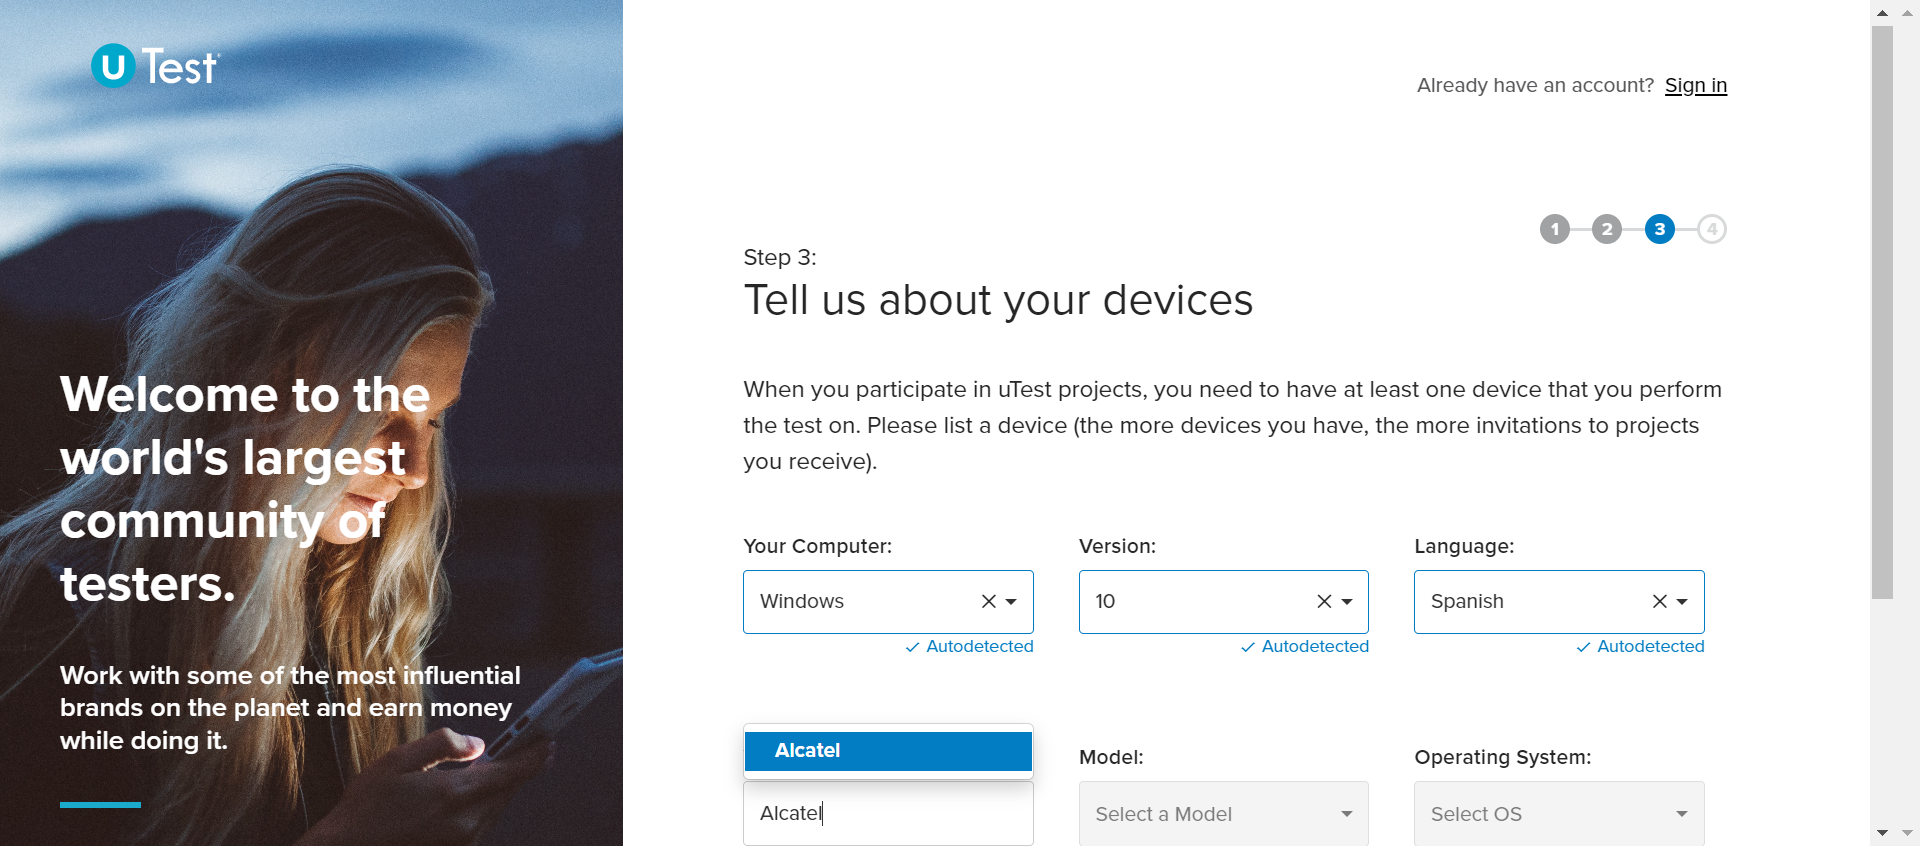 u Test
Already have an account? Sign in
1 2 3 4
Step 3:
Tell us about your devices
Welcome to the
world's largest
community of
testers.
Work with some of the most influential
brands on the planet and earn money
while doing it.
When you participate in uTest projects, you need to have at least one device that you perform
the test on. Please list a device (the more devices you have, the more invitations to projects
you receive).
Your Computer: Version: Language:
Windows 10 Spanish
Autodetected Autodetected Autodetected
Alcatel
Model: Operating System:
Alcatel Select a Model Select OS